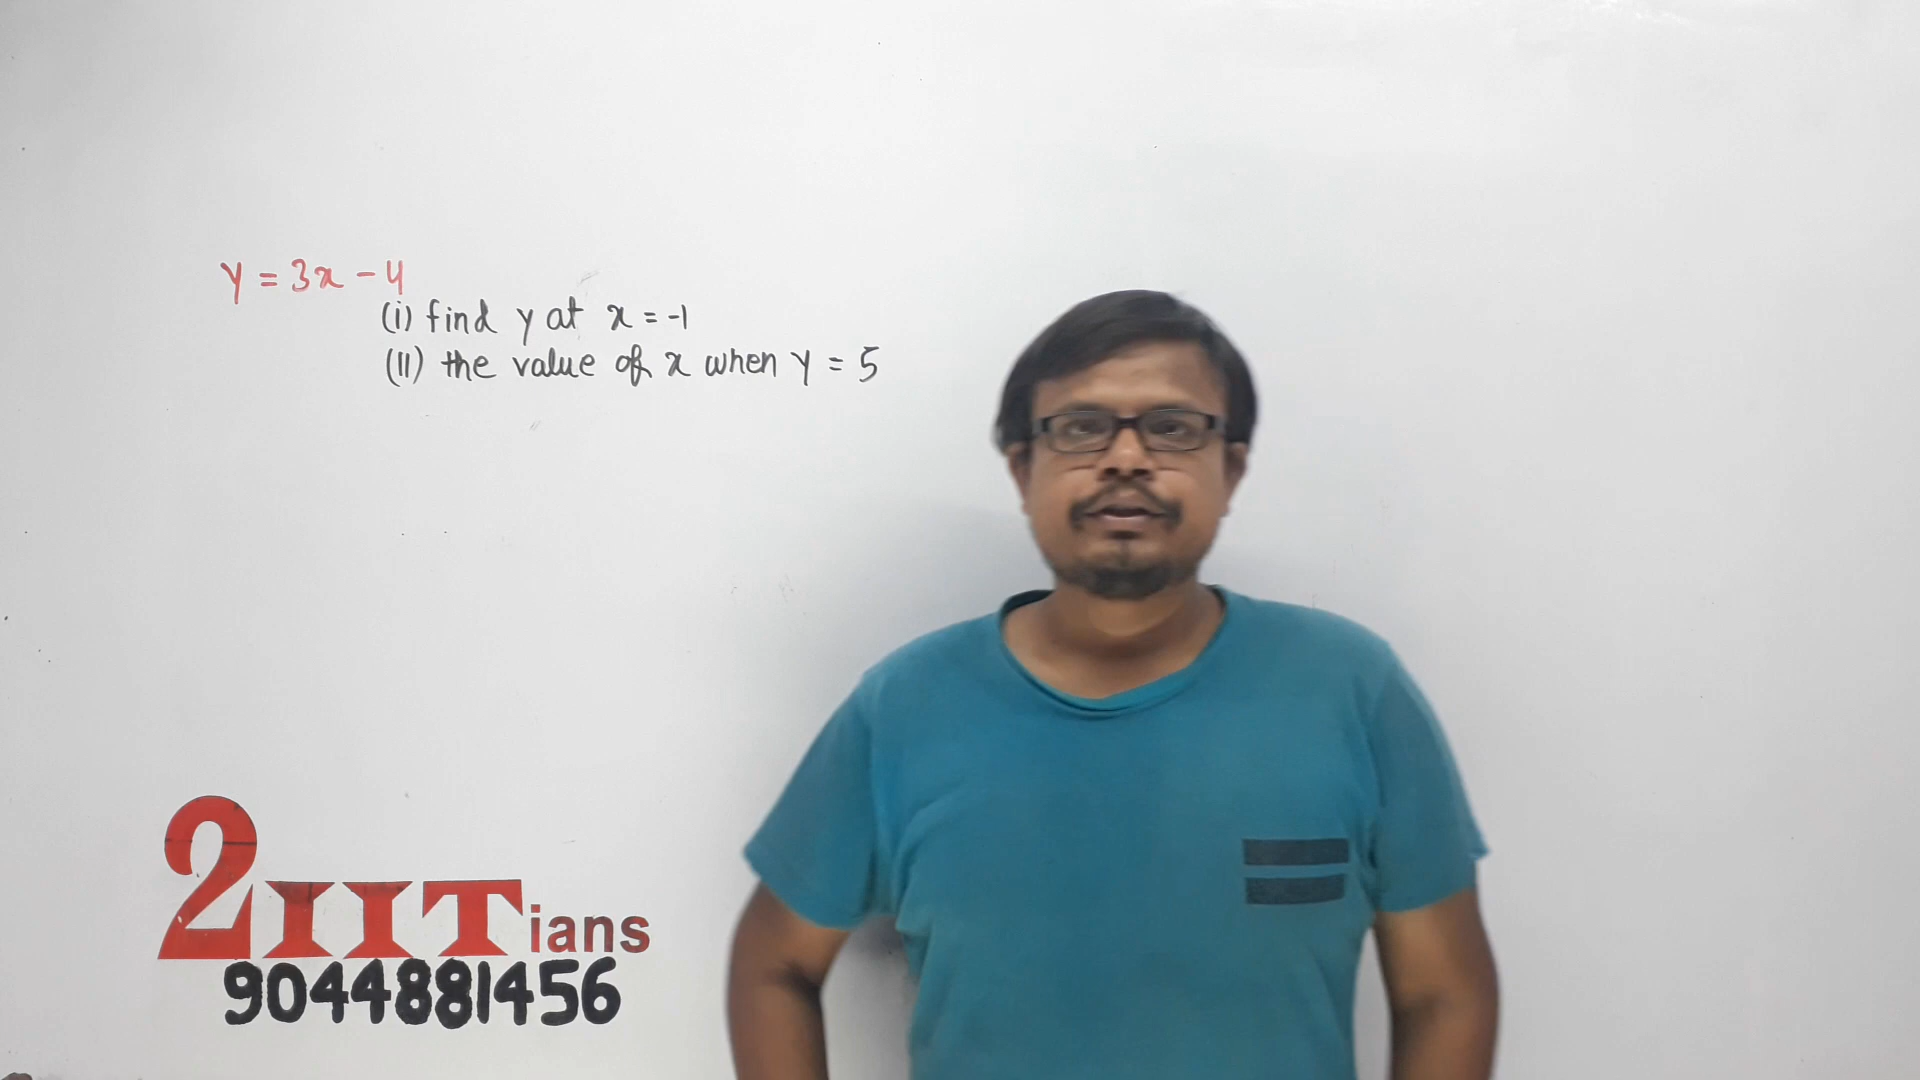 y = 3x - 4
(i) find y at x = -1
(II) the value of x when y = 5
2IITians
9044881456